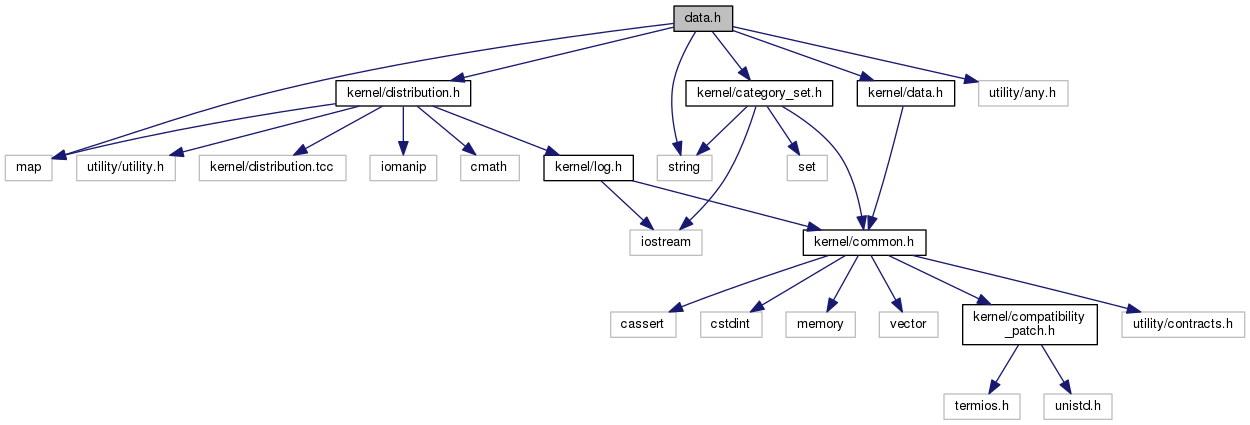 data.h
kernel/distribution.h
kernel/category_set.h
kernel/data.h
utility/any.h
map
utility/utility.h
kernel/distribution.tcc
iomanip
cmath
kernel/log.h
string
set
iostream
kernel/common.h
cassert
cstdint
memory
vector
kernel/compatibility
_patch.h
utility/contracts.h
termios.h
unistd.h